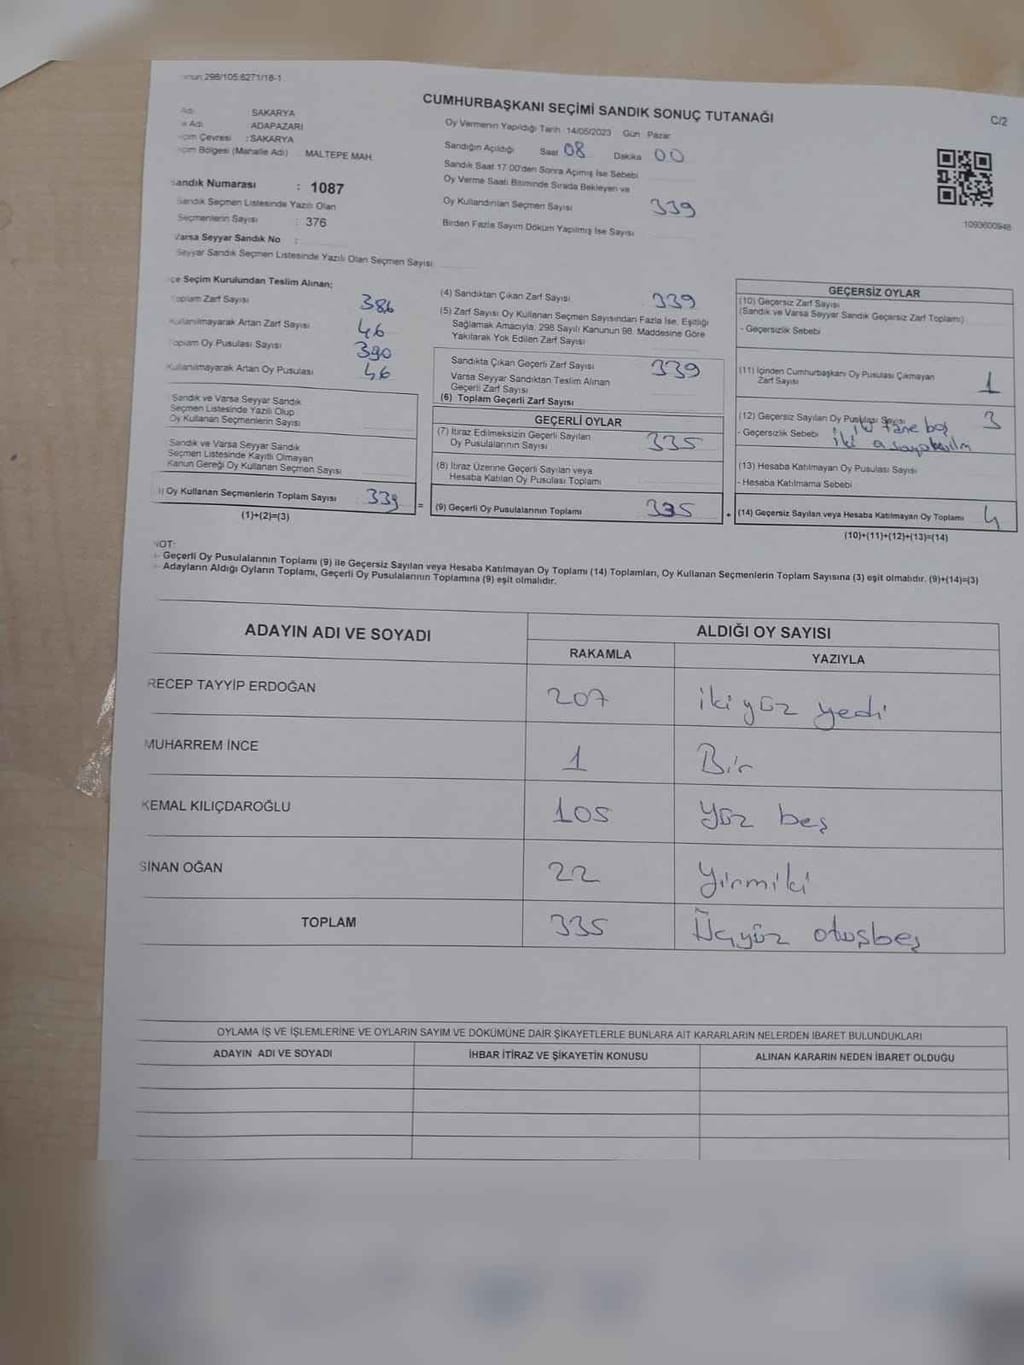 298/105:6271/18-1
CUMHURBAŞKANI SEÇİMİ SANDIK SONUÇ TUTANAĞI
C/2
Adı SAKARYA
Adı : ADAPAZARI
Seçim Çevresi : SAKARYA
Seçim Bölgesi (Mahalle Adı) : MALTEPE MAH.
Oy Vermenin Yapıldığı Tarih : 14/05/2023 Gün : Pazar
Sandığın Açıldığı Saat 08 Dakika 00
Sandık Saat 17:00'den Sonra Açılmış İse Sebebi
Oy Verme Saati Bitiminde Sırada Bekleyen ve
Oy Kullandırılan Seçmen Sayısı 339
Birden Fazla Sayım Döküm Yapılmış İse Sayısı
1093600948
Sandık Numarası : 1087
Sandık Seçmen Listesinde Yazılı Olan
Seçmenlerin Sayısı : 376
Varsa Seyyar Sandık No :
Seyyar Sandık Seçmen Listesinde Yazılı Olan Seçmen Sayısı:
İlçe Seçim Kurulundan Teslim Alınan;
Toplam Zarf Sayısı 386
Kullanılmayarak Artan Zarf Sayısı 46
Toplam Oy Pusulası Sayısı 390
Kullanılmayarak Artan Oy Pusulası 46
Sandık ve Varsa Seyyar Sandık
Seçmen Listesinde Yazılı Olup
Oy Kullanan Seçmenlerin Sayısı
Sandık ve Varsa Seyyar Sandık
Seçmen Listesinde Kayıtlı Olmayan
Kanun Gereği Oy Kullanan Seçmen Sayısı
Oy Kullanan Seçmenlerin Toplam Sayısı 339
(1)+(2)=(3)
=
(4) Sandıktan Çıkan Zarf Sayısı 339
(5) Zarf Sayısı Oy Kullanan Seçmen Sayısından Fazla İse, Eşitliği
Sağlamak Amacıyla; 298 Sayılı Kanunun 98. Maddesine Göre
Yakılarak Yok Edilen Zarf Sayısı
Sandıkta Çıkan Geçerli Zarf Sayısı 339
Varsa Seyyar Sandıktan Teslim Alınan
Geçerli Zarf Sayısı
(6) Toplam Geçerli Zarf Sayısı
GEÇERLİ OYLAR
(7) İtiraz Edilmeksizin Geçerli Sayılan
Oy Pusulalarının Sayısı 335
(8) İtiraz Üzerine Geçerli Sayılan veya
Hesaba Katılan Oy Pusulası Toplamı
(9) Geçerli Oy Pusulalarının Toplamı 335
+
GEÇERSİZ OYLAR
(10) Geçersiz Zarf Sayısı
(Sandık ve Varsa Seyyar Sandık Geçersiz Zarf Toplamı)
- Geçersizlik Sebebi
(11) İçinden Cumhurbaşkanı Oy Pusulası Çıkmayan
Zarf Sayısı 1
(12) Geçersiz Sayılan Oy Pusulası Sayısı 3
- Geçersizlik Sebebi iki tane boş
iki
(13) Hesaba Katılmayan Oy Pusulası Sayısı
- Hesaba Katılmama Sebebi
(14) Geçersiz Sayılan veya Hesaba Katılmayan Oy Toplamı 4
(10)+(11)+(12)+(13)=(14)
NOT:
- Geçerli Oy Pusulalarının Toplamı (9) ile Geçersiz Sayılan veya Hesaba Katılmayan Oy Toplamı (14) Toplamları, Oy Kullanan Seçmenlerin Toplam Sayısına (3) eşit olmalıdır. (9)+(14)=(3)
- Adayların Aldığı Oyların Toplamı, Geçerli Oy Pusulalarının Toplamına (9) eşit olmalıdır.
ADAYIN ADI VE SOYADI
ALDIĞI OY SAYISI
RAKAMLA YAZIYLA
RECEP TAYYİP ERDOĞAN 207 ikiyüz yedi
MUHARREM İNCE 1 Bir
KEMAL KILIÇDAROĞLU 105 yüz beş
SİNAN OĞAN 22 yirmiki
TOPLAM 335 Üçyüz otuşbeş
OYLAMA İŞ VE İŞLEMLERİNE VE OYLARIN SAYIM VE DÖKÜMÜNE DAİR ŞİKAYETLERLE BUNLARA AİT KARARLARIN NELERDEN İBARET BULUNDUKLARI
ADAYIN ADI VE SOYADI İHBAR İTİRAZ VE ŞİKAYETİN KONUSU ALINAN KARARIN NEDEN İBARET OLDUĞU